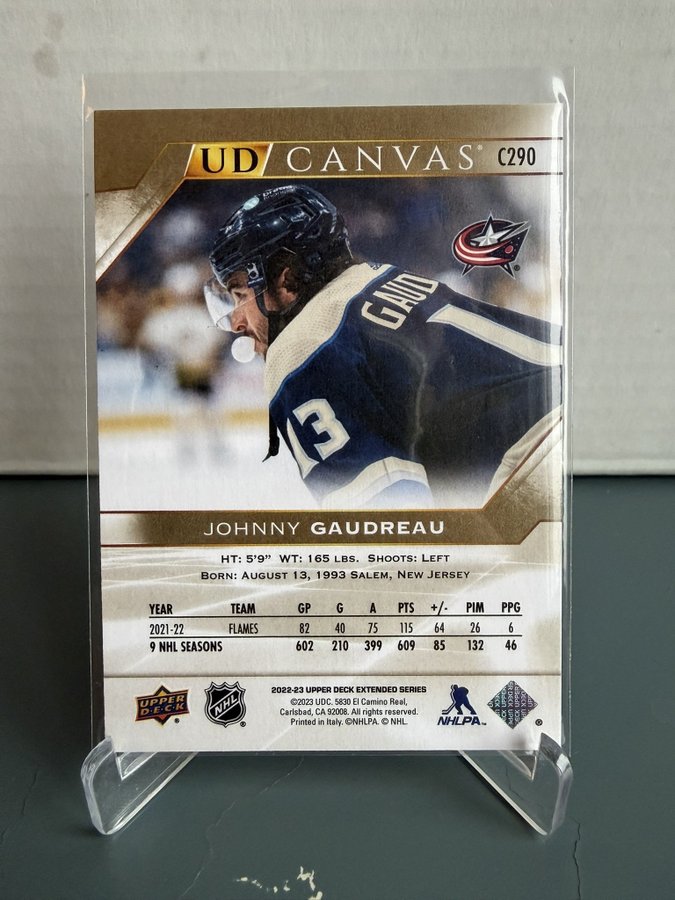 UD CANVAS® C290
GAUD
13
JOHNNY GAUDREAU
HT: 5'9" WT: 165 LBS. SHOOTS: LEFT
BORN: AUGUST 13, 1993 SALEM, NEW JERSEY
YEAR TEAM GP G A PTS +/- PIM PPG
2021-22 FLAMES 82 40 75 115 64 26 6
9 NHL SEASONS 602 210 399 609 85 132 46
2022-23 UPPER DECK EXTENDED SERIES
©2023 UDC. 5830 El Camino Real,
Carlsbad, CA 92008. All rights reserved.
Printed in Italy. ©NHLPA. © NHL.
UPPER DECK
NHL
NHLPA